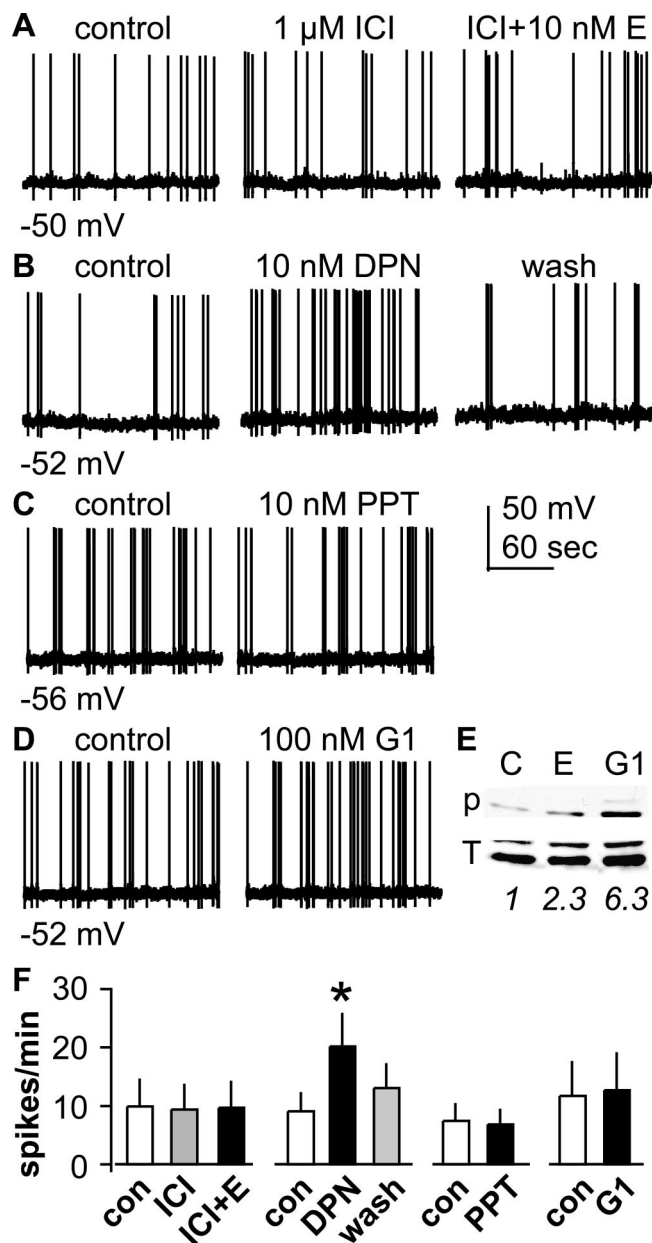 A control 1 µM ICI ICI+10 nM E
-50 mV
B control 10 nM DPN wash
-52 mV
C control 10 nM PPT
50 mV
60 sec
-56 mV
D control 100 nM G1 E
C E G1
p
T
1 2.3 6.3
-52 mV
F
30
20
10
0
spikes/min
*
con ICI ICI+E con DPN wash con PPT con G1